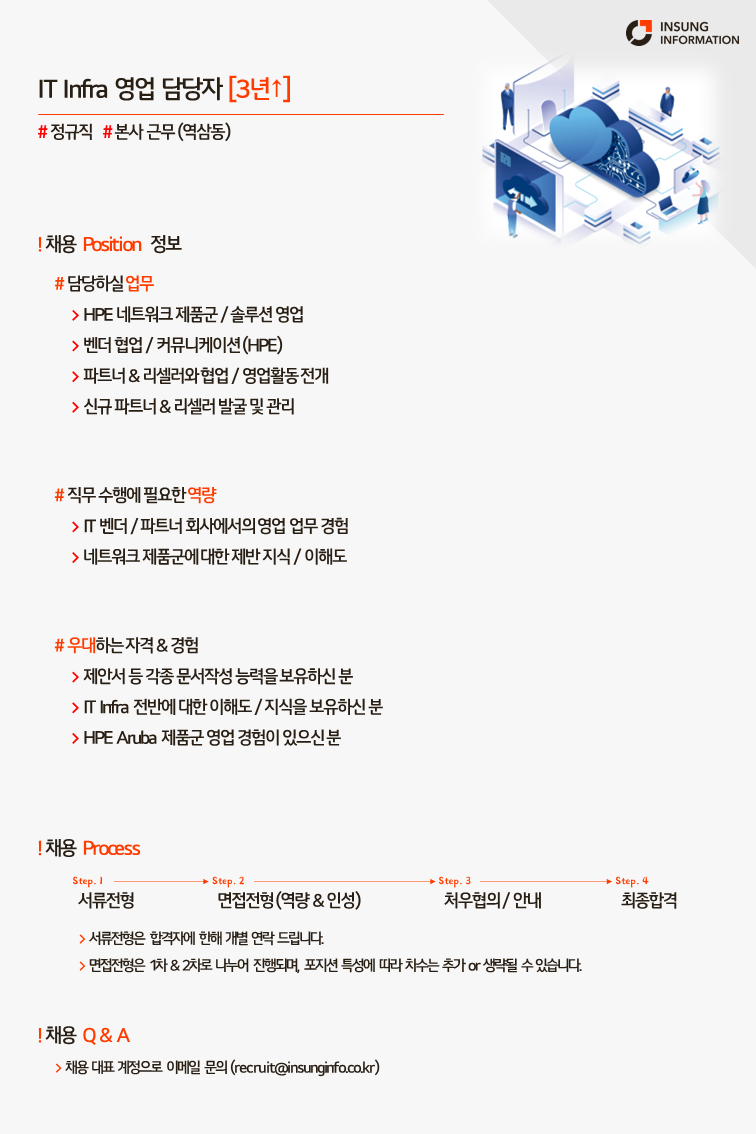 INSUNG
INFORMATION
IT Infra 영업 담당자 [3년↑]
# 정규직 # 본사 근무 (역삼동)
! 채용 Position 정보
# 담당하실 업무
> HPE 네트워크 제품군 / 솔루션 영업
> 벤더 협업 / 커뮤니케이션 (HPE)
> 파트너 & 리셀러와 협업 / 영업활동 전개
> 신규 파트너 & 리셀러 발굴 및 관리
# 직무 수행에 필요한 역량
> IT 벤더 / 파트너 회사에서의 영업 업무 경험
> 네트워크 제품군에 대한 제반 지식 / 이해도
# 우대하는 자격 & 경험
> 제안서 등 각종 문서작성 능력을 보유하신 분
> IT Infra 전반에 대한 이해도 / 지식을 보유하신 분
> HPE Aruba 제품군 영업 경험이 있으신 분
! 채용 Process
Step. 1 Step. 2 Step. 3 Step. 4
서류전형 면접전형 (역량 & 인성) 처우협의 / 안내 최종합격
> 서류전형은 합격자에 한해 개별 연락 드립니다.
> 면접전형은 1차 & 2차로 나누어 진행되며, 포지션 특성에 따라 차수는 추가 or 생략될 수 있습니다.
! 채용 Q & A
> 채용 대표 계정으로 이메일 문의 (recruit@insunginfo.co.kr)